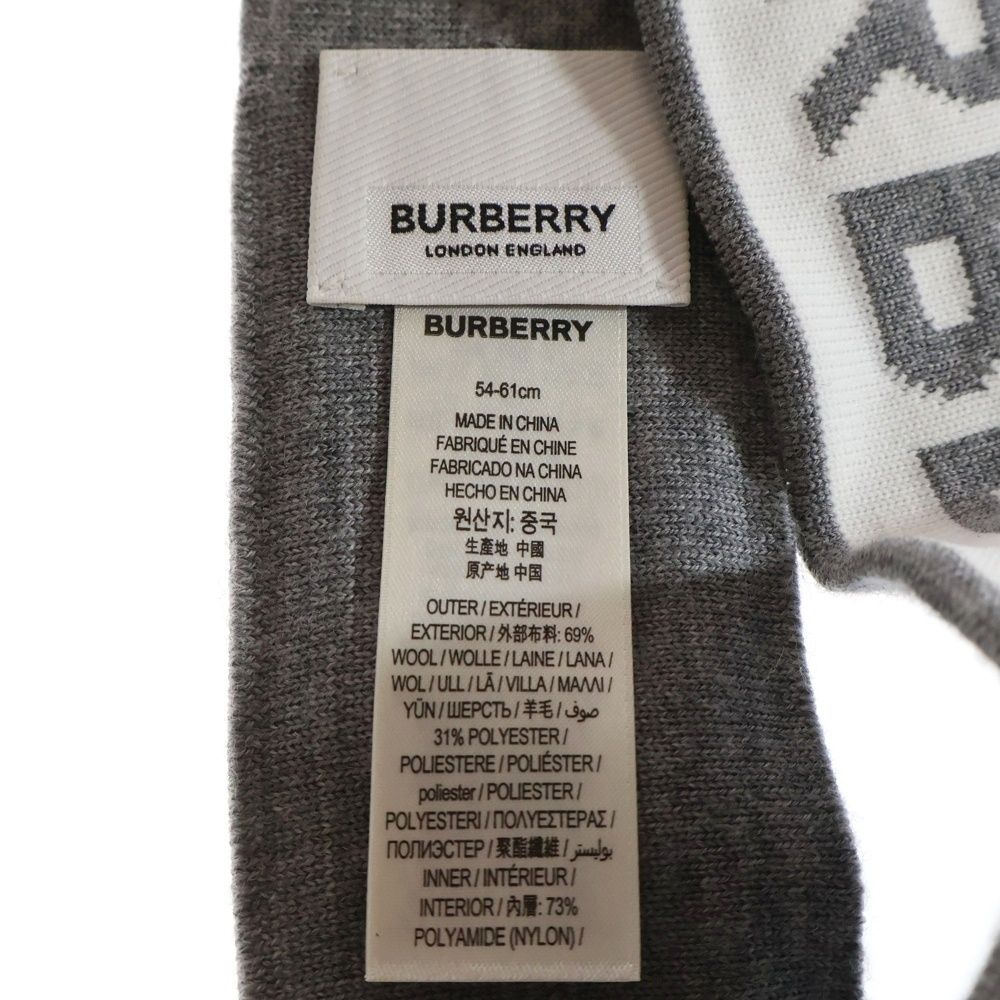 BURBERRY
LONDON ENGLAND
BURBERRY
54-61cm
MADE IN CHINA
FABRIQUÉ EN CHINE
FABRICADO NA CHINA
HECHO EN CHINA
원산지: 중국
生產地 中國
原产地 中国
OUTER / EXTÉRIEUR /
EXTERIOR / 外部布料: 69%
WOOL / WOLLE / LAINE / LANA /
WOL / ULL / LÃ / VILLA / ΜΑΛΛΙ /
YÜN / ШЕРСТЬ / 羊毛 / صوف
31% POLYESTER /
POLIESTERE / POLIÉSTER /
poliester / POLIESTER /
POLYESTERI / ΠΟΛΥΕΣΤΕΡΑΣ /
ПОЛИЭСТЕР / 聚酯纖維 / بوليستر
INNER / INTÉRIEUR /
INTERIOR / 內層: 73%
POLYAMIDE (NYLON) /